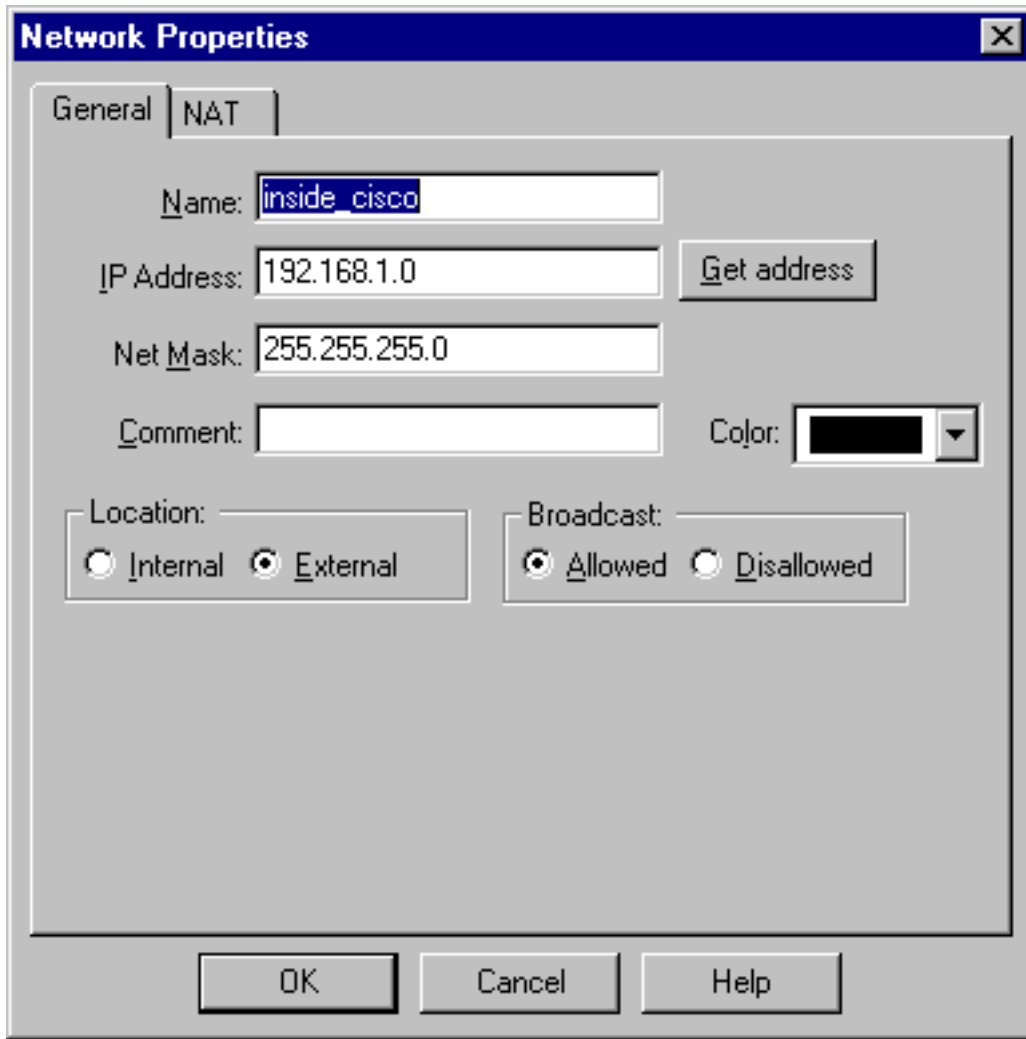 Network Properties
General NAT
Name: inside_cisco
IP Address: 192.168.1.0 Get address
Net Mask: 255.255.255.0
Comment: Color:
Location: Broadcast:
Internal External Allowed Disallowed
OK Cancel Help